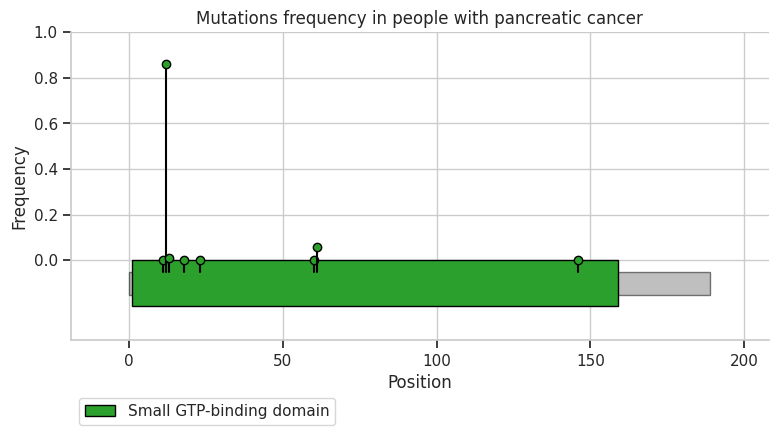 Mutations frequency in people with pancreatic cancer
1.0
0.8
0.6
0.4
0.2
0.0
Frequency
0 50 100 150 200
Position
Small GTP-binding domain